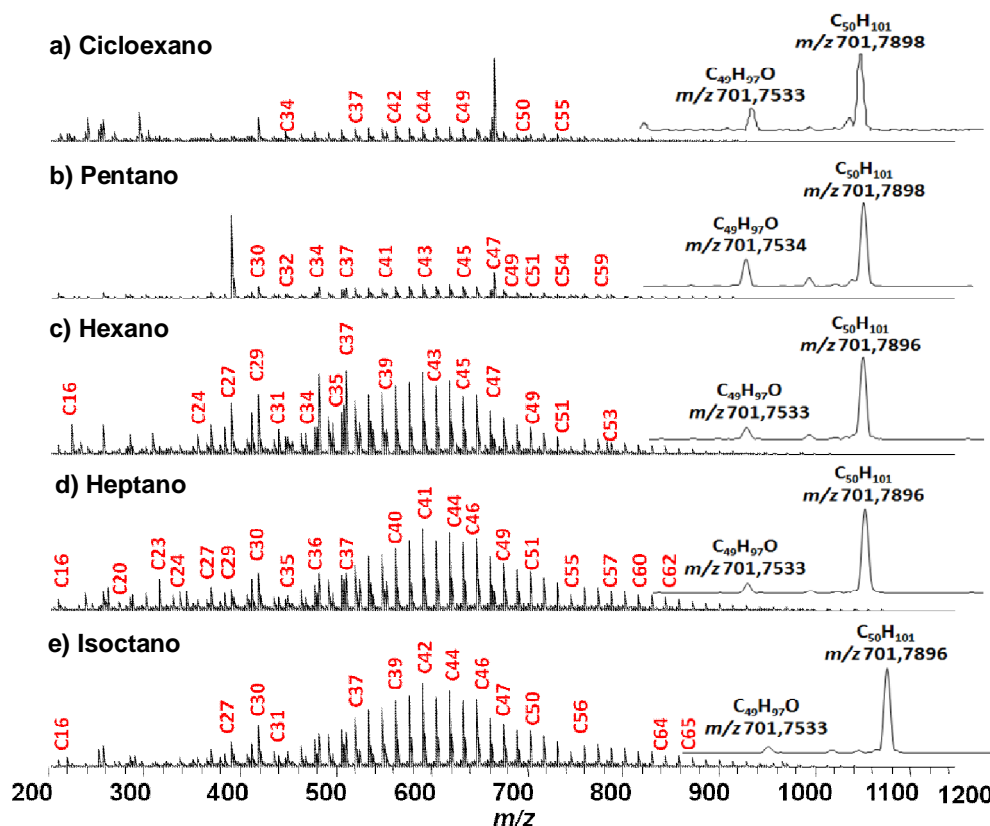 a) Cicloexano
C34
C37
C42
C44
C49
C50
C55
C₄₉H₉₇O
m/z 701,7533
C₅₀H₁₀₁
m/z 701,7898
b) Pentano
C30
C32
C34
C37
C41
C43
C45
C47
C49
C51
C54
C59
C₄₉H₉₇O
m/z 701,7534
C₅₀H₁₀₁
m/z 701,7898
c) Hexano
C16
C24
C27
C29
C31
C34
C35
C37
C39
C43
C45
C47
C49
C51
C53
C₄₉H₉₇O
m/z 701,7533
C₅₀H₁₀₁
m/z 701,7896
d) Heptano
C16
C20
C23
C24
C27
C29
C30
C35
C36
C37
C40
C41
C44
C46
C49
C51
C55
C57
C60
C62
C₄₉H₉₇O
m/z 701,7533
C₅₀H₁₀₁
m/z 701,7896
e) Isoctano
C16
C27
C30
C31
C37
C39
C42
C44
C46
C47
C50
C56
C64
C65
C₄₉H₉₇O
m/z 701,7533
C₅₀H₁₀₁
m/z 701,7896
200 300 400 500 600 700 800 900 1000 1100 1200
m/z